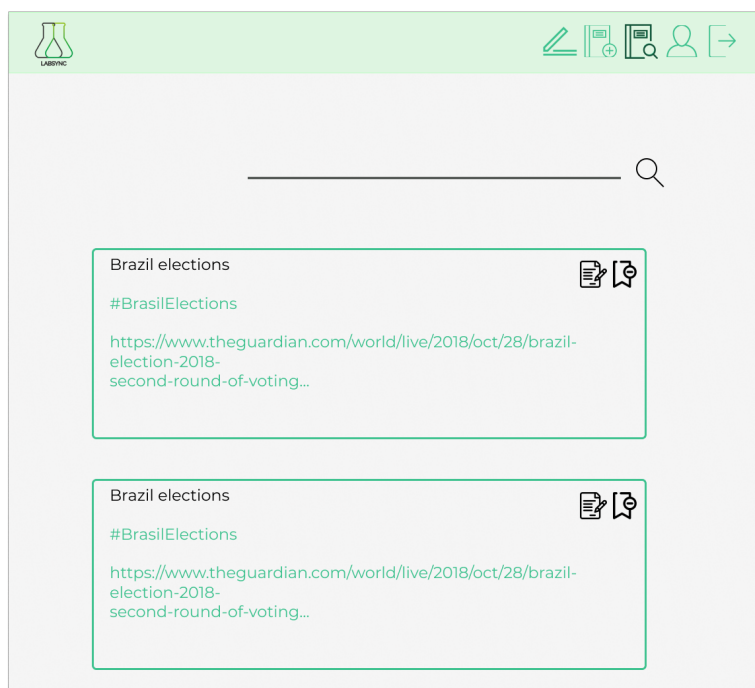 LABSYNC
Brazil elections
#BrasilElections
https://www.theguardian.com/world/live/2018/oct/28/brazil-
election-2018-
second-round-of-voting...
Brazil elections
#BrasilElections
https://www.theguardian.com/world/live/2018/oct/28/brazil-
election-2018-
second-round-of-voting...